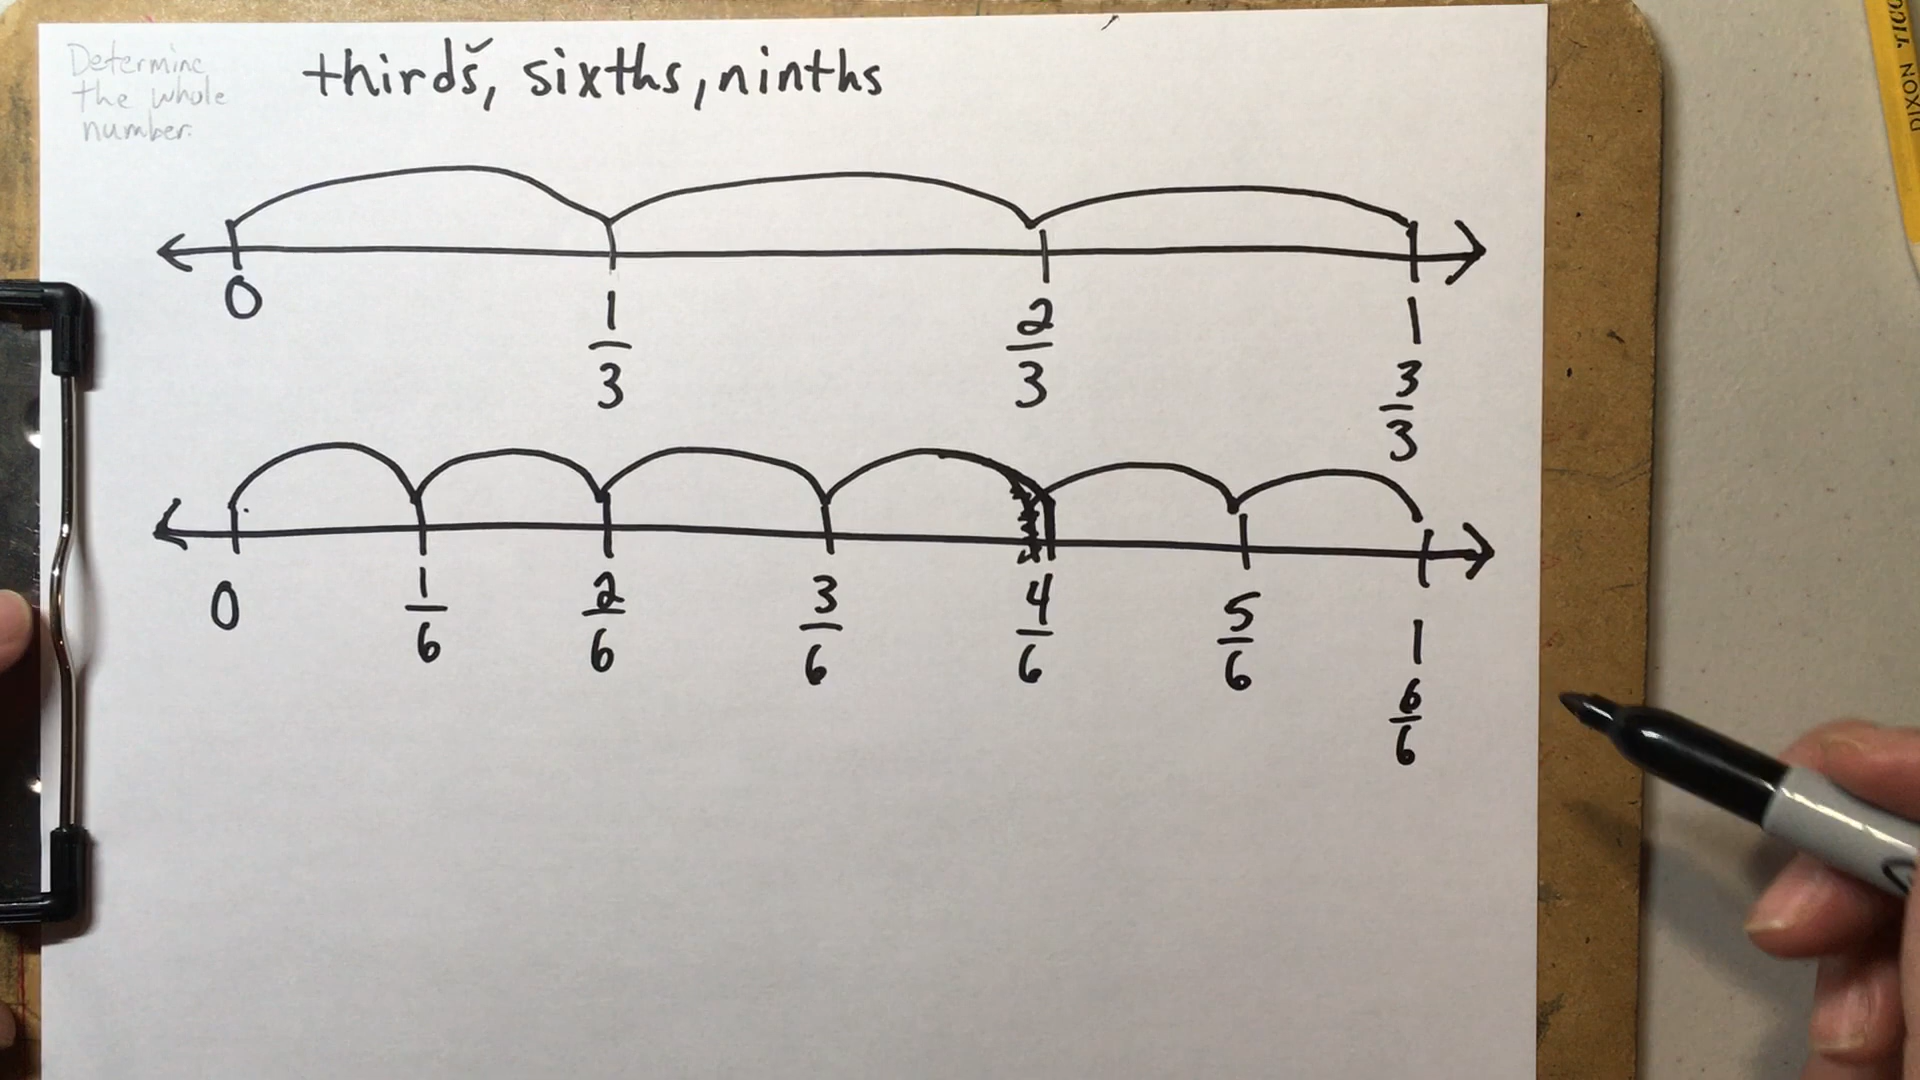 Determine
the whole
number.
thirds, sixths, ninths
0 1/3 2/3 1
3/3
0 1/6 2/6 3/6 4/6 5/6 1
6/6
DIXON